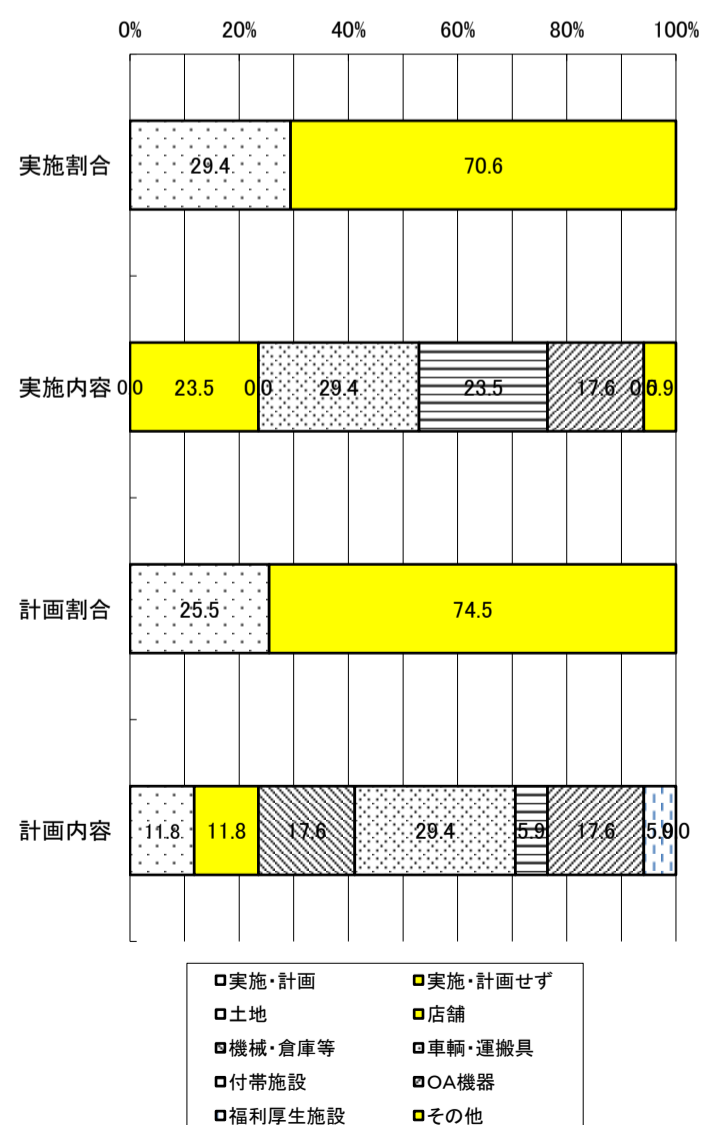 0% 20% 40% 60% 80% 100%
実施割合 29.4 70.6
実施内容 0.0 23.5 0.0 29.4 23.5 17.6 0.0 5.9
計画割合 25.5 74.5
計画内容 11.8 11.8 17.6 29.4 5.9 17.6 5.9 0.0
実施・計画 実施・計画せず
土地 店舗
機械・倉庫等 車輌・運搬具
付帯施設 OA機器
福利厚生施設 その他